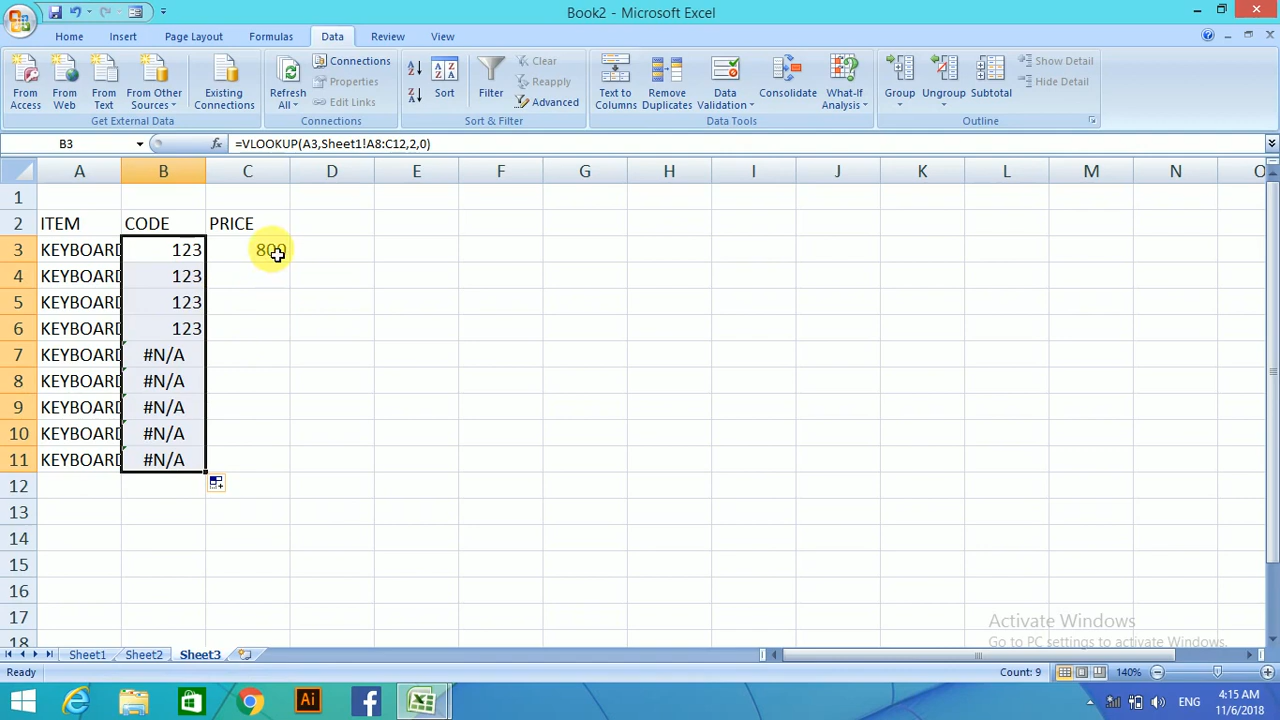 Book2 - Microsoft Excel
Home Insert Page Layout Formulas Data Review View
From Access
From Web
From Text
From Other Sources
Existing Connections
Get External Data
Refresh All
Connections
Properties
Edit Links
Connections
Sort
Filter
Clear
Reapply
Advanced
Sort & Filter
Text to Columns
Remove Duplicates
Data Validation
Consolidate
What-If Analysis
Data Tools
Group
Ungroup
Subtotal
Show Detail
Hide Detail
Outline
B3 fx =VLOOKUP(A3,Sheet1!A8:C12,2,0)
A B C D E F G H I J K L M N O
1
2 ITEM CODE PRICE
3 KEYBOARD 123 800
4 KEYBOARD 123
5 KEYBOARD 123
6 KEYBOARD 123
7 KEYBOARD #N/A
8 KEYBOARD #N/A
9 KEYBOARD #N/A
10 KEYBOARD #N/A
11 KEYBOARD #N/A
12
13
14
15
16
17
18
Activate Windows
Go to PC settings to activate Windows.
Sheet1 Sheet2 Sheet3
Ready Count: 9 140%
Ai ENG 4:15 AM
11/6/2018